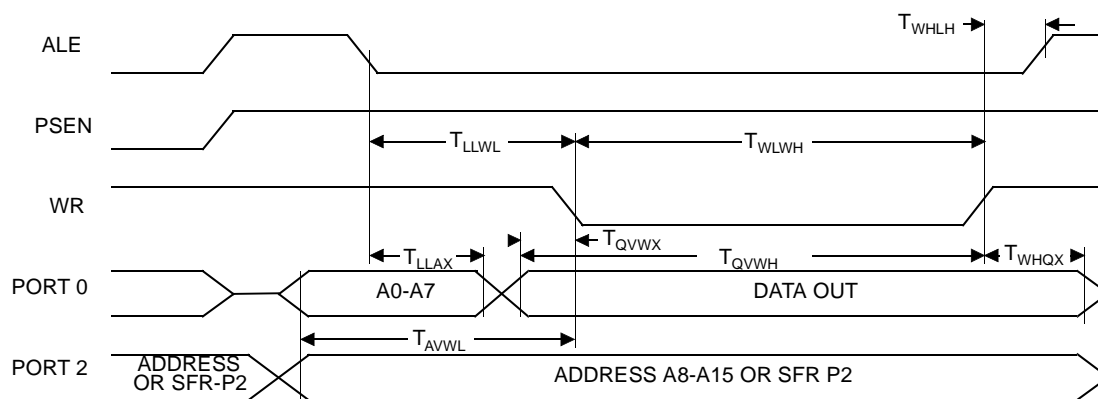 ALE
T_WHLH
PSEN
T_LLWL
T_WLWH
WR
T_QVWX
T_LLAX
T_QVWH
T_WHQX
PORT 0
A0-A7
DATA OUT
T_AVWL
PORT 2
ADDRESS
OR SFR-P2
ADDRESS A8-A15 OR SFR P2